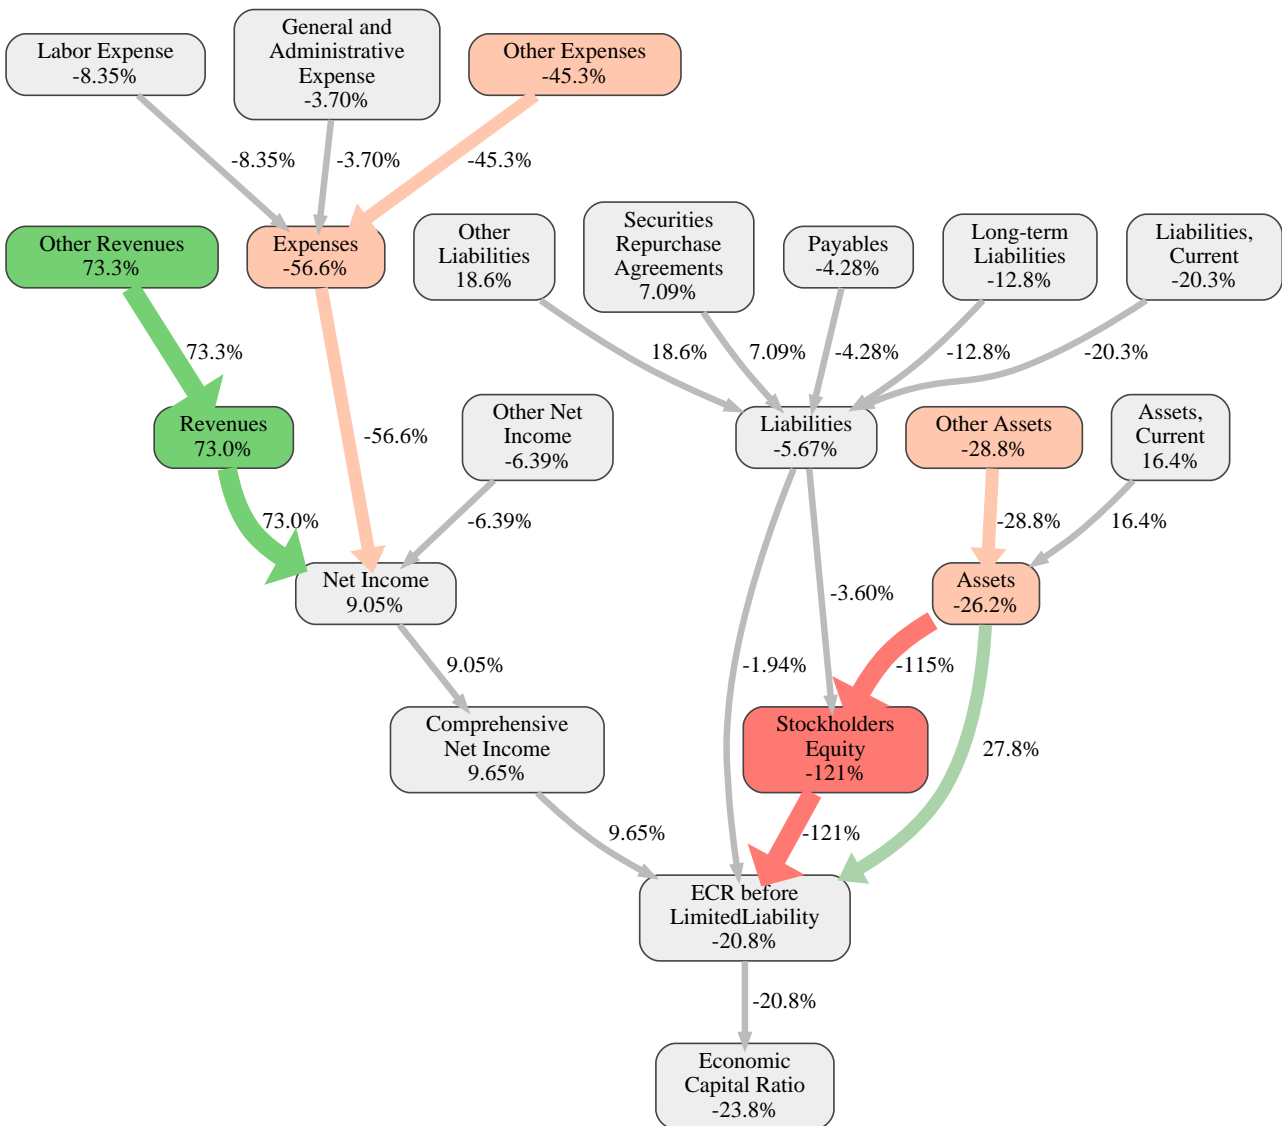 Labor Expense
-8.35%
General and
Administrative
Expense
-3.70%
Other Expenses
-45.3%
-8.35%
-3.70%
-45.3%
Other Revenues
73.3%
Expenses
-56.6%
Other
Liabilities
18.6%
Securities
Repurchase
Agreements
7.09%
Payables
-4.28%
Long-term
Liabilities
-12.8%
Liabilities,
Current
-20.3%
73.3%
18.6%
7.09%
-4.28%
-12.8%
-20.3%
Revenues
73.0%
-56.6%
Other Net
Income
-6.39%
Liabilities
-5.67%
Other Assets
-28.8%
Assets,
Current
16.4%
73.0%
-6.39%
-28.8%
16.4%
Net Income
9.05%
-3.60%
Assets
-26.2%
9.05%
-1.94%
-115%
Comprehensive
Net Income
9.65%
Stockholders
Equity
-121%
27.8%
9.65%
-121%
ECR before
LimitedLiability
-20.8%
-20.8%
Economic
Capital Ratio
-23.8%